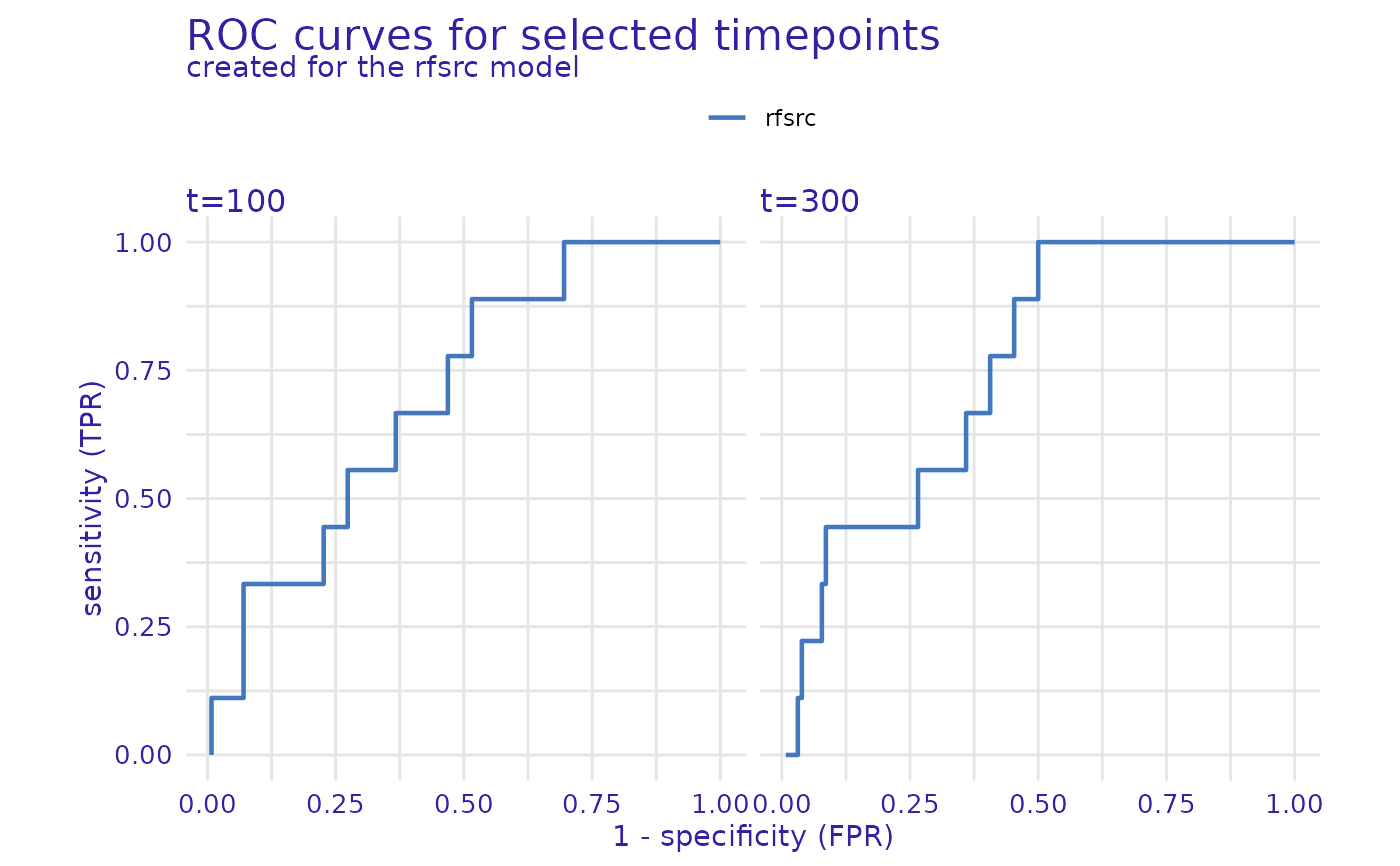 ROC curves for selected timepoints
created for the rfsrc model
rfsrc
t=100 t=300
1.00
0.75
0.50
0.25
0.00
sensitivity (TPR)
0.00 0.25 0.50 0.75 1.00 0.00 0.25 0.50 0.75 1.00
1 - specificity (FPR)